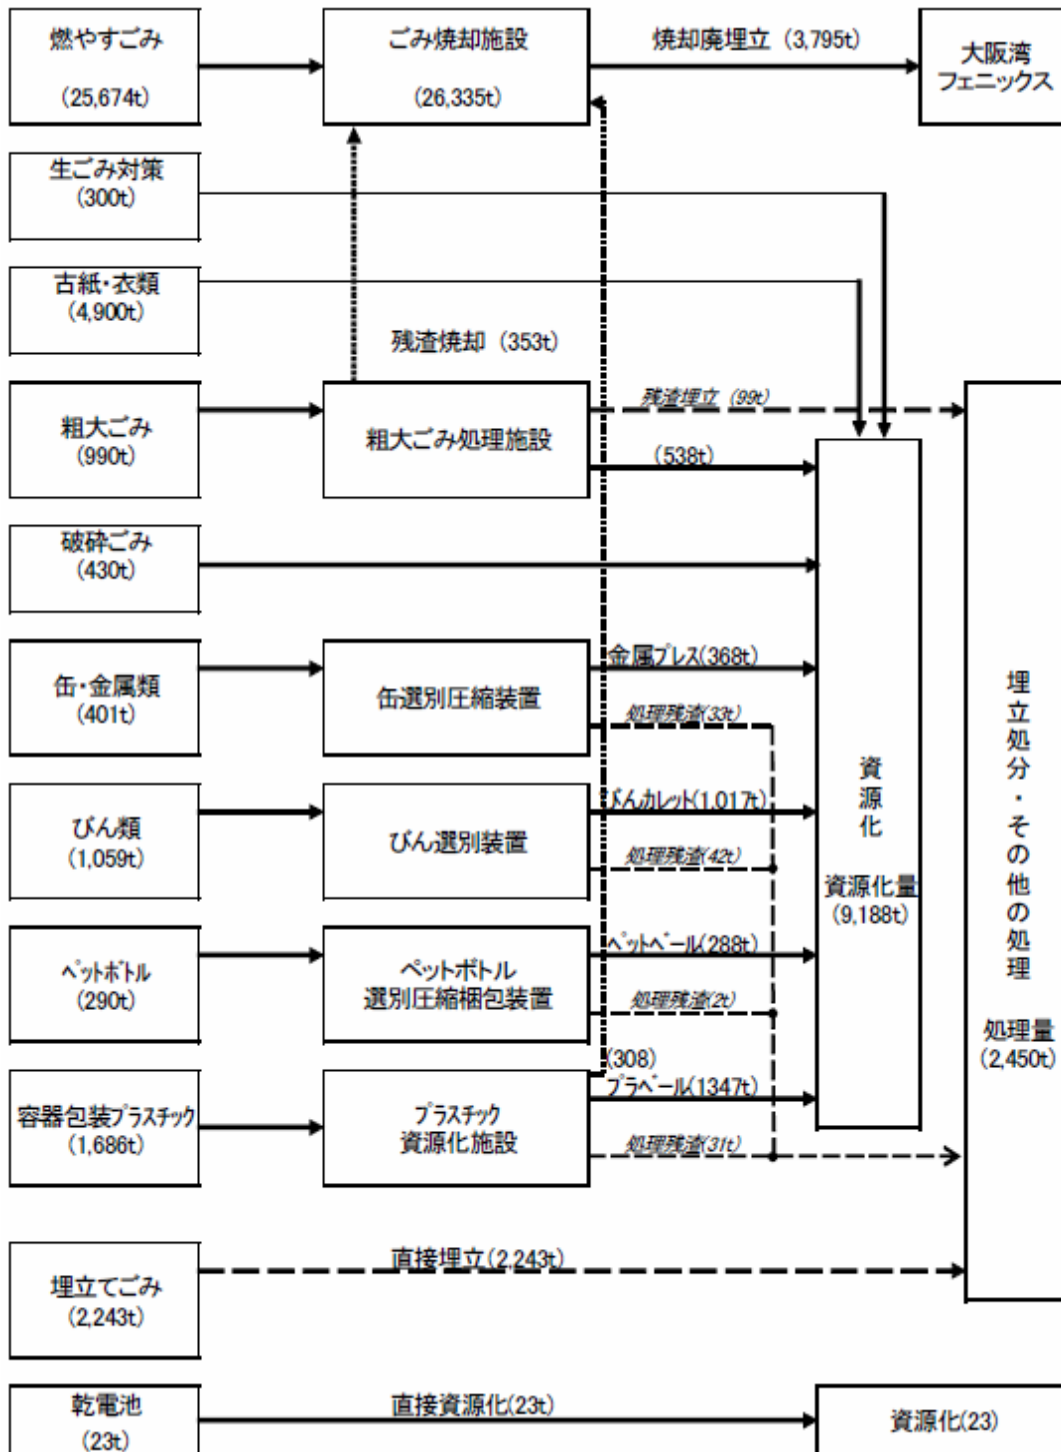 燃やすごみ
(25,674t)
ごみ焼却施設
(26,335t)
焼却廃埋立 (3,795t)
大阪湾
フェニックス
生ごみ対策
(300t)
古紙・衣類
(4,900t)
残渣焼却 (353t)
粗大ごみ
(990t)
粗大ごみ処理施設
残渣埋立 (99t)
(538t)
破砕ごみ
(430t)
缶・金属類
(401t)
缶選別圧縮装置
金属プレス(368t)
処理残渣(33t)
びん類
(1,059t)
びん選別装置
びんカレット(1,017t)
処理残渣(42t)
ペットボトル
(290t)
ペットボトル
選別圧縮梱包装置
ペットベール(288t)
処理残渣(2t)
容器包装プラスチック
(1,686t)
プラスチック
資源化施設
(308)
プラベール(1347t)
処理残渣(31t)
資源化
資源化量
(9,188t)
埋立処分・その他の処理
処理量
(2,450t)
埋立てごみ
(2,243t)
直接埋立(2,243t)
乾電池
(23t)
直接資源化(23t)
資源化(23)